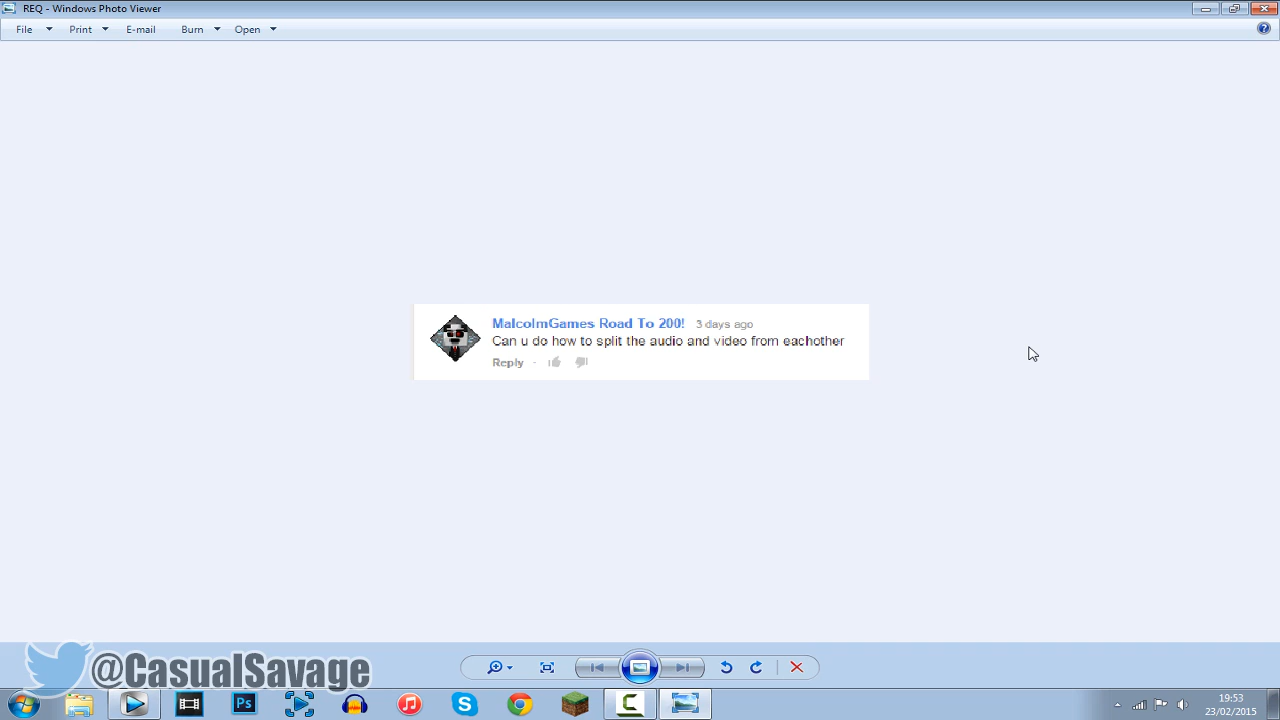 REQ - Windows Photo Viewer
File Print E-mail Burn Open
MalcolmGames Road To 200! 3 days ago
Can u do how to split the audio and video from eachother
Reply
@CasualSavage
Ps
19:53
23/02/2015